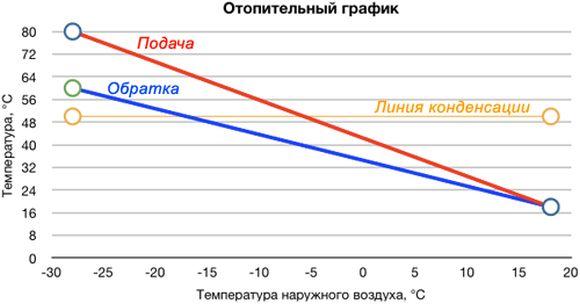 Отопительный график
80
72
64
56
48
40
32
24
16
8
0
Температура, °C
Подача
Обратка
Линия конденсации
-30 -25 -20 -15 -10 -5 0 5 10 15 20
Температура наружного воздуха, °C